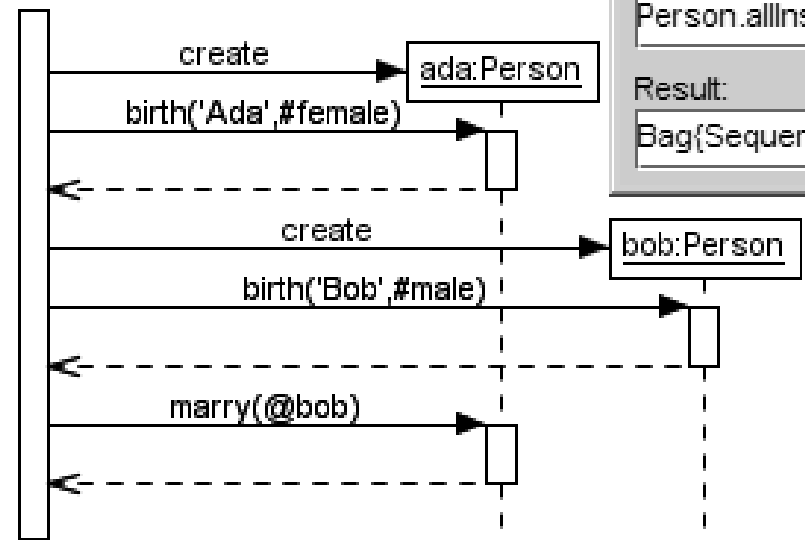 Person.allIns
create
ada:Person
Result:
birth('Ada',#female)
Bag{Sequen
create
bob:Person
birth('Bob',#male)
marry(@bob)